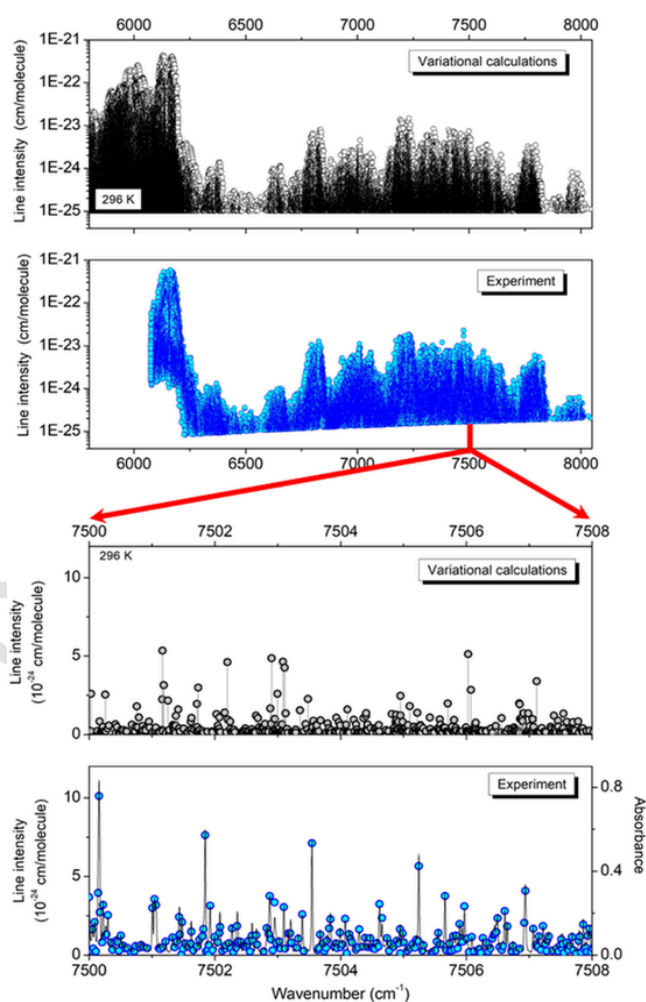 6000 6500 7000 7500 8000
1E-21
1E-22
1E-23
1E-24
1E-25
Line intensity (cm/molecule)
Variational calculations
296 K
1E-21
1E-22
1E-23
1E-24
1E-25
Line intensity (cm/molecule)
Experiment
6000 6500 7000 7500 8000
7500 7502 7504 7506 7508
296 K
Variational calculations
10
5
0
Line intensity
(10⁻²⁴ cm/molecule)
Experiment
10
5
0
Line intensity
(10⁻²⁴ cm/molecule)
0.8
0.4
0.0
Absorbance
7500 7502 7504 7506 7508
Wavenumber (cm⁻¹)